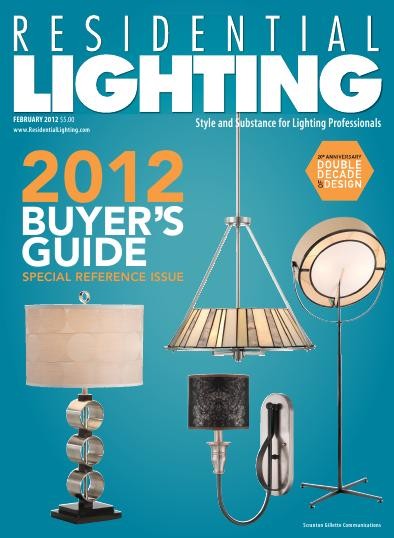 RESIDENTIAL
LIGHTING
FEBRUARY 2012 $5.00
www.ResidentialLighting.com
Style and Substance for Lighting Professionals
20th ANNIVERSARY
DOUBLE
DECADE
OF DESIGN
2012
BUYER'S
GUIDE
SPECIAL REFERENCE ISSUE
Scranton Gillette Communications